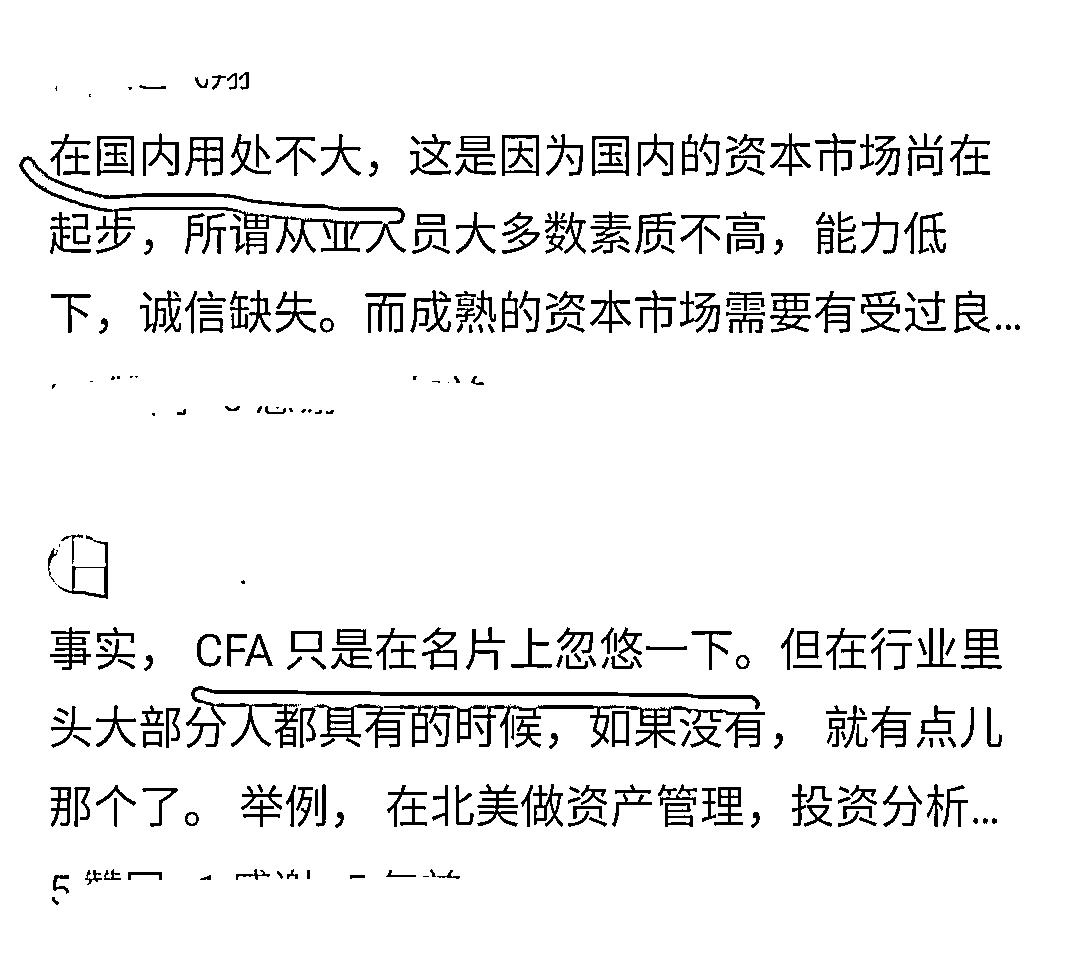 在国内用处不大，这是因为国内的资本市场尚在
起步，所谓从业人员大多数素质不高，能力低
下，诚信缺失。而成熟的资本市场需要有受过良...
事实， CFA 只是在名片上忽悠一下。但在行业里
头大部分人都具有的时候，如果没有， 就有点儿
那个了。 举例， 在北美做资产管理，投资分析...